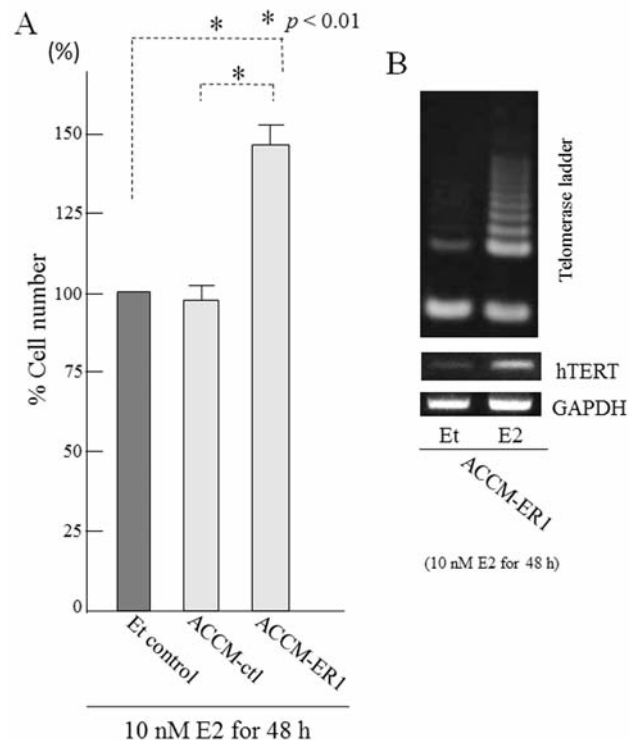 A
(%)
* p < 0.01
*
*
150
125
100
75
50
25
0
% Cell number
Et control
ACCM-ctl
ACCM-ER1
10 nM E2 for 48 h
B
Telomerase ladder
hTERT
GAPDH
Et E2
ACCM-ER1
(10 nM E2 for 48 h)